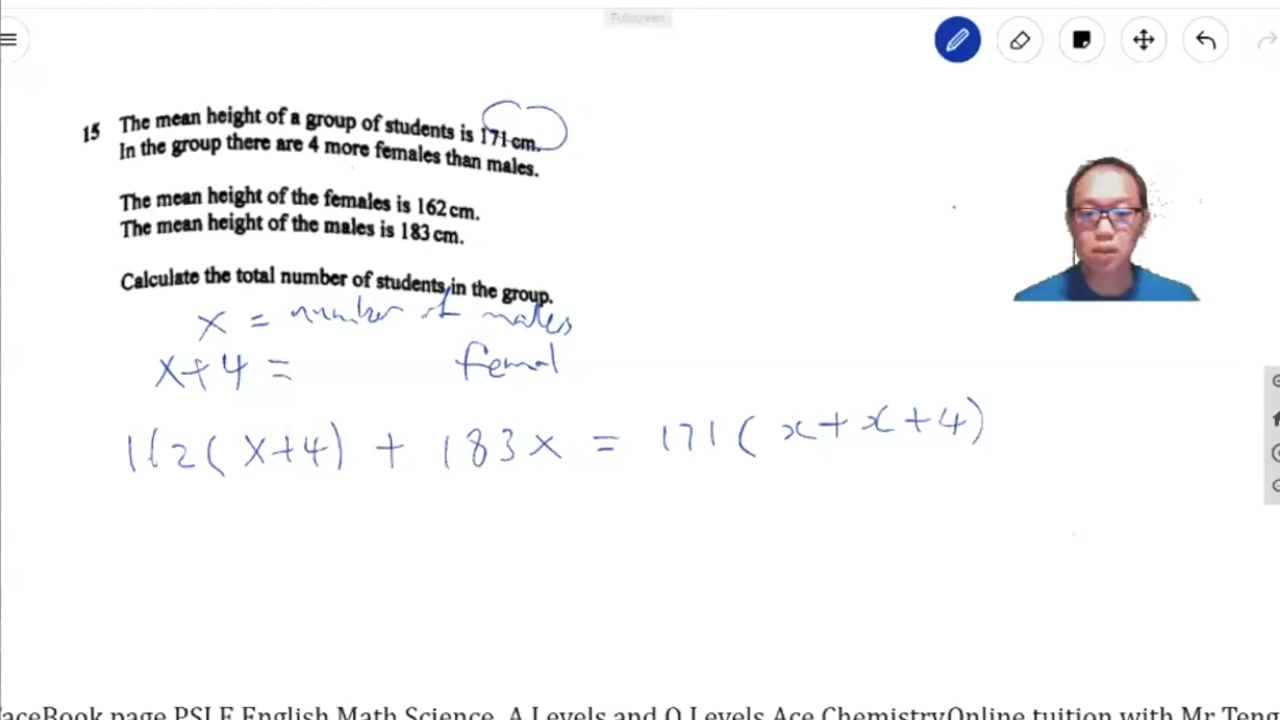 Fullscreen
15 The mean height of a group of students is 171 cm.
In the group there are 4 more females than males.
The mean height of the females is 162 cm.
The mean height of the males is 183 cm.
Calculate the total number of students in the group.
x = number of males
x+4 = femal
162(x+4) + 183x = 171(x+x+4)
FaceBook page PSLE English Math Science, A Levels and O Levels Ace ChemistryOnline tuition with Mr Teng